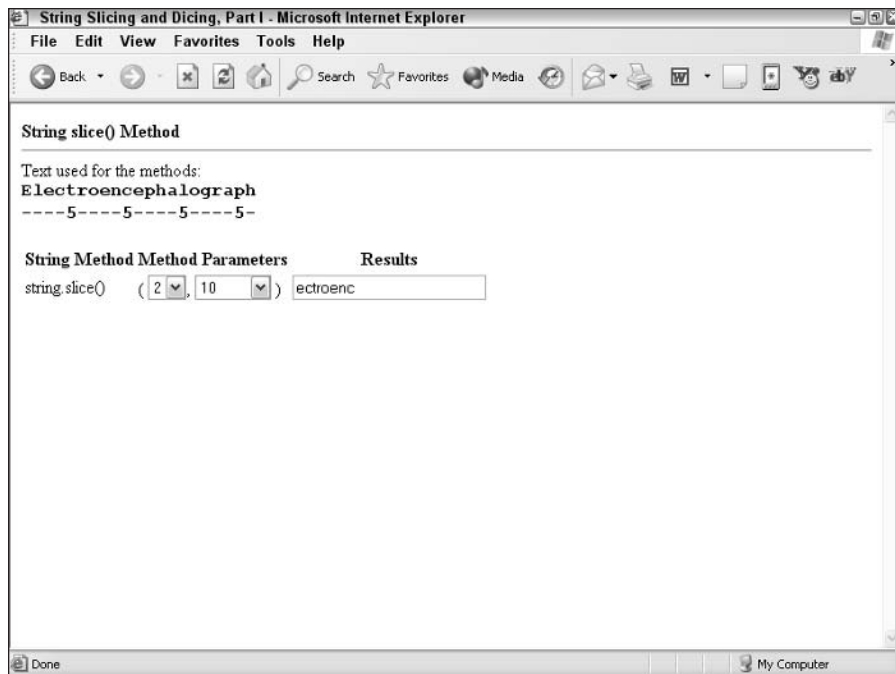 String Slicing and Dicing, Part I - Microsoft Internet Explorer
File Edit View Favorites Tools Help
Back Search Favorites Media W abY
String slice() Method
Text used for the methods:
Electroencephalograph
----5----5----5----5-
String Method Method Parameters Results
string.slice() ( 2 , 10 ) ectroenc
Done My Computer